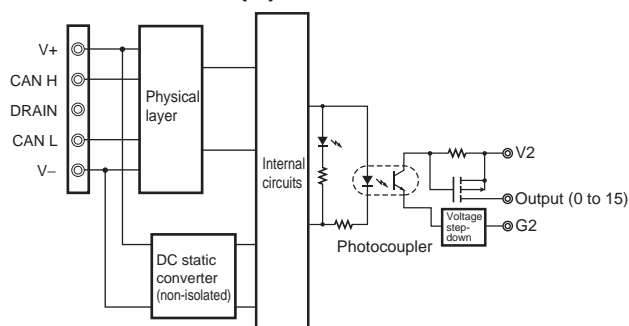 V+
CAN H
DRAIN
CAN L
V–
Physical
layer
DC static
converter
(non-isolated)
Internal
circuits
Photocoupler
V2
Output (0 to 15)
Voltage
step-
down
G2